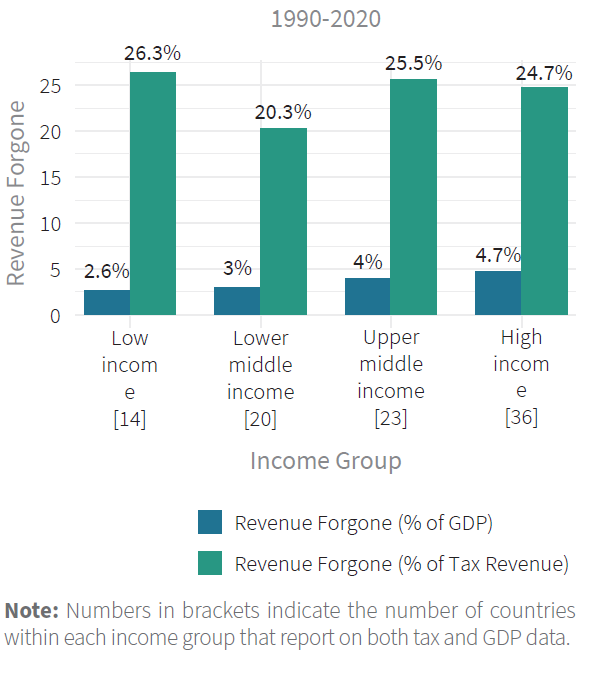 1990-2020
Revenue Forgone
25
20
15
10
5
0
26.3%
20.3%
25.5%
24.7%
2.6%
3%
4%
4.7%
Low
incom
e
[14]
Lower
middle
income
[20]
Upper
middle
income
[23]
High
incom
e
[36]
Income Group
Revenue Forgone (% of GDP)
Revenue Forgone (% of Tax Revenue)
Note: Numbers in brackets indicate the number of countries
within each income group that report on both tax and GDP data.